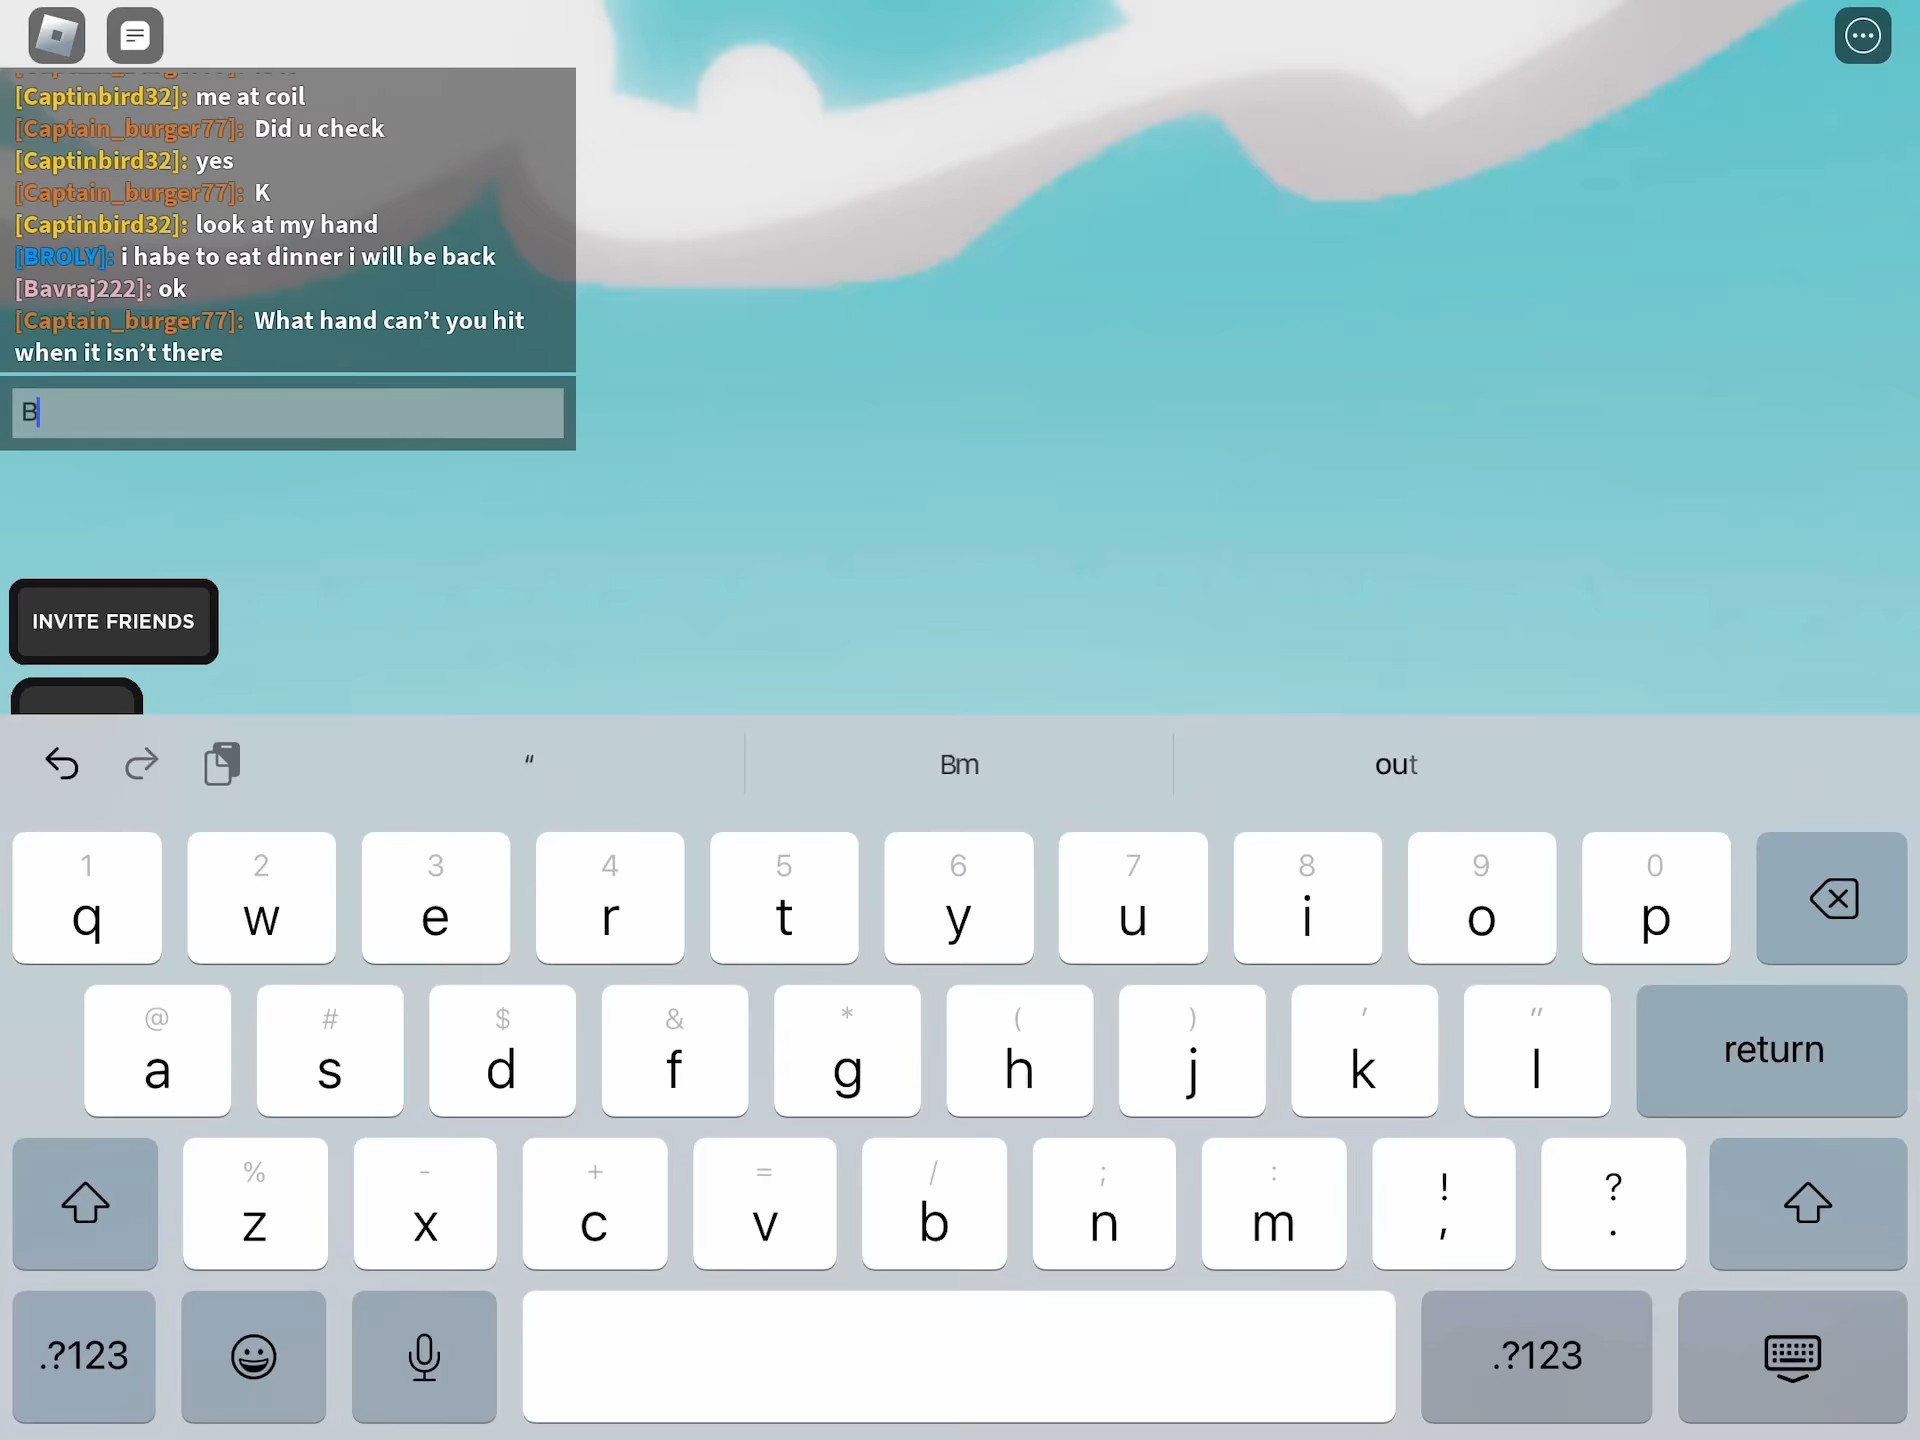 [Captinbird32]: me at coil
[Captain_burger77]: Did u check
[Captinbird32]: yes
[Captain_burger77]: K
[Captinbird32]: look at my hand
[BROLY]: i habe to eat dinner i will be back
[Bavraj222]: ok
[Captain_burger77]: What hand can’t you hit
when it isn’t there
B
INVITE FRIENDS
“ Bm out
1 2 3 4 5 6 7 8 9 0
q w e r t y u i o p
@ # $ & * ( ) ' "
a s d f g h j k l return
% - + = / ; : ! ?
z x c v b n m , .
.?123 .?123